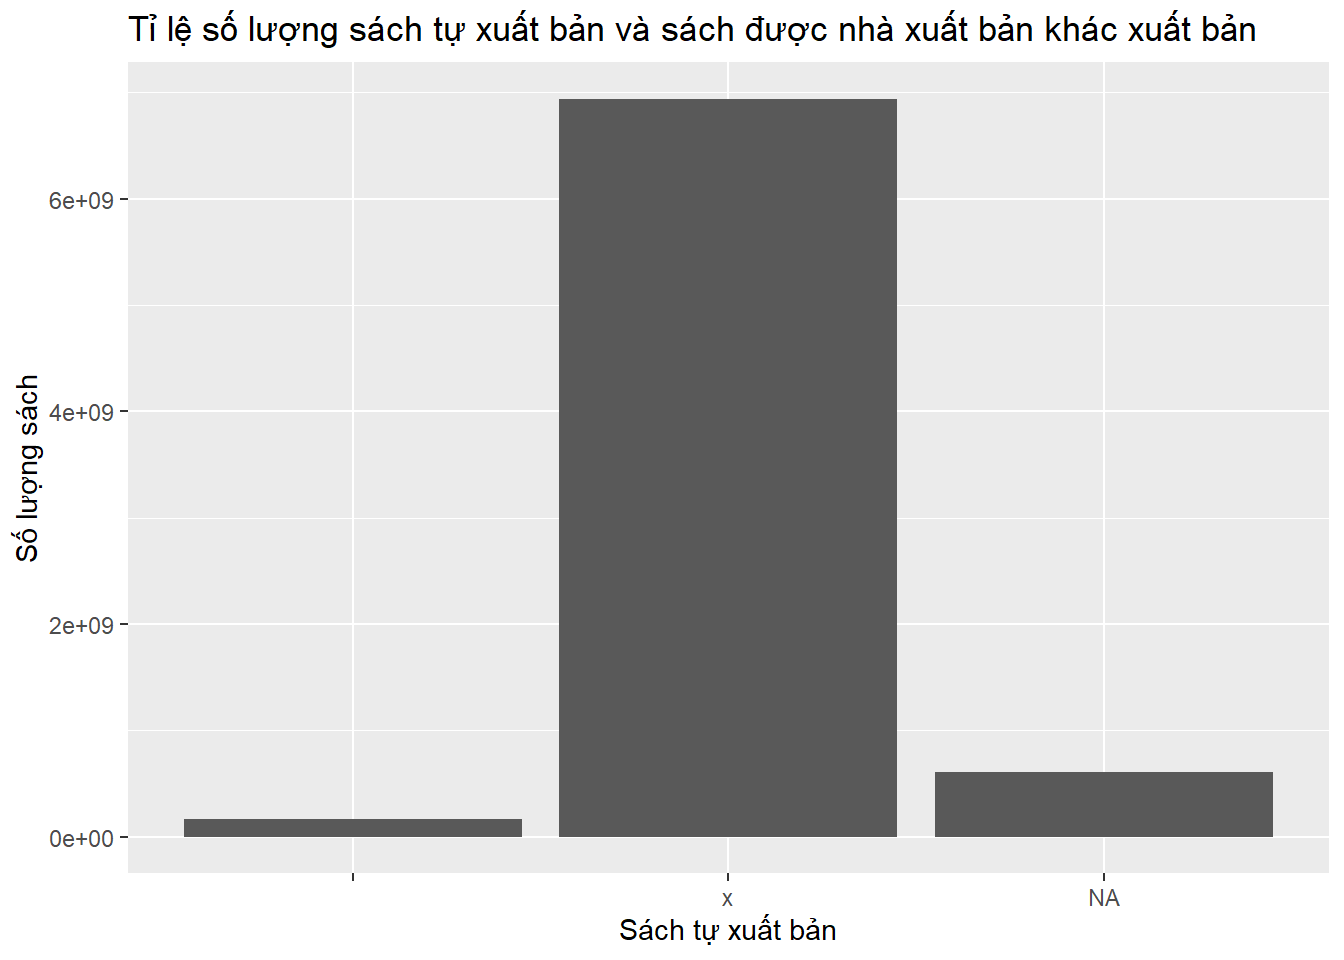 Tỉ lệ số lượng sách tự xuất bản và sách được nhà xuất bản khác xuất bản
Số lượng sách
6e+09
4e+09
2e+09
0e+00
x
NA
Sách tự xuất bản